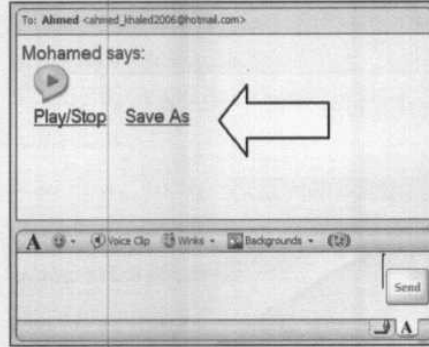 To: Ahmed <ahmed_khaled2006@hotmail.com>
Mohamed says:
Play/Stop Save As
A Voice Clip Winks Backgrounds
Send
A